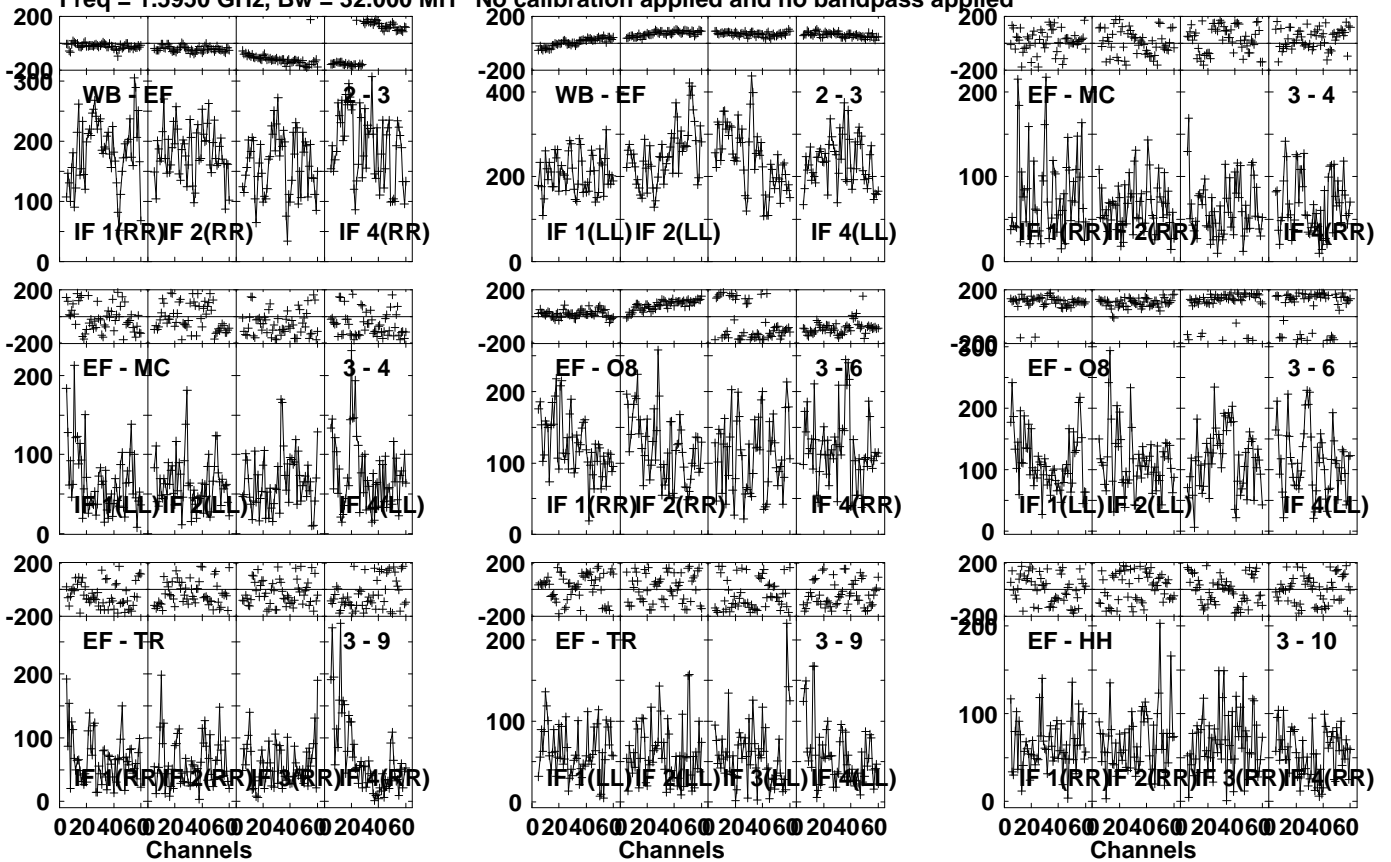 Freq = 1.5950 GHz, Bw = 32.000 MH No calibration applied and no bandpass applied
200
-200
300
200
100
0
WB - EF 2 - 3
IF 1(RR) IF 2(RR) IF 4(RR)
200
-200
400
200
0
WB - EF 2 - 3
IF 1(LL) IF 2(LL) IF 4(LL)
200
-200
200
100
0
EF - MC 3 - 4
IF 1(RR) IF 2(RR) IF 4(RR)
200
-200
200
100
0
EF - MC 3 - 4
IF 1(LL) IF 2(LL) IF 4(LL)
200
-200
200
100
0
EF - O8 3 - 6
IF 1(RR) IF 2(RR) IF 4(RR)
200
-200
300
200
100
0
EF - O8 3 - 6
IF 1(LL) IF 2(LL) IF 4(LL)
200
-200
200
100
0
EF - TR 3 - 9
IF 1(RR) IF 2(RR) IF 3(RR) IF 4(RR)
0 20 40 60 0 20 40 60 0 20 40 60 0 20 40 60
Channels
200
-200
200
100
0
EF - TR 3 - 9
IF 1(LL) IF 2(LL) IF 3(LL) IF 4(LL)
0 20 40 60 0 20 40 60 0 20 40 60 0 20 40 60
Channels
200
-200
200
100
0
EF - HH 3 - 10
IF 1(RR) IF 2(RR) IF 3(RR) IF 4(RR)
0 20 40 60 0 20 40 60 0 20 40 60 0 20 40 60
Channels